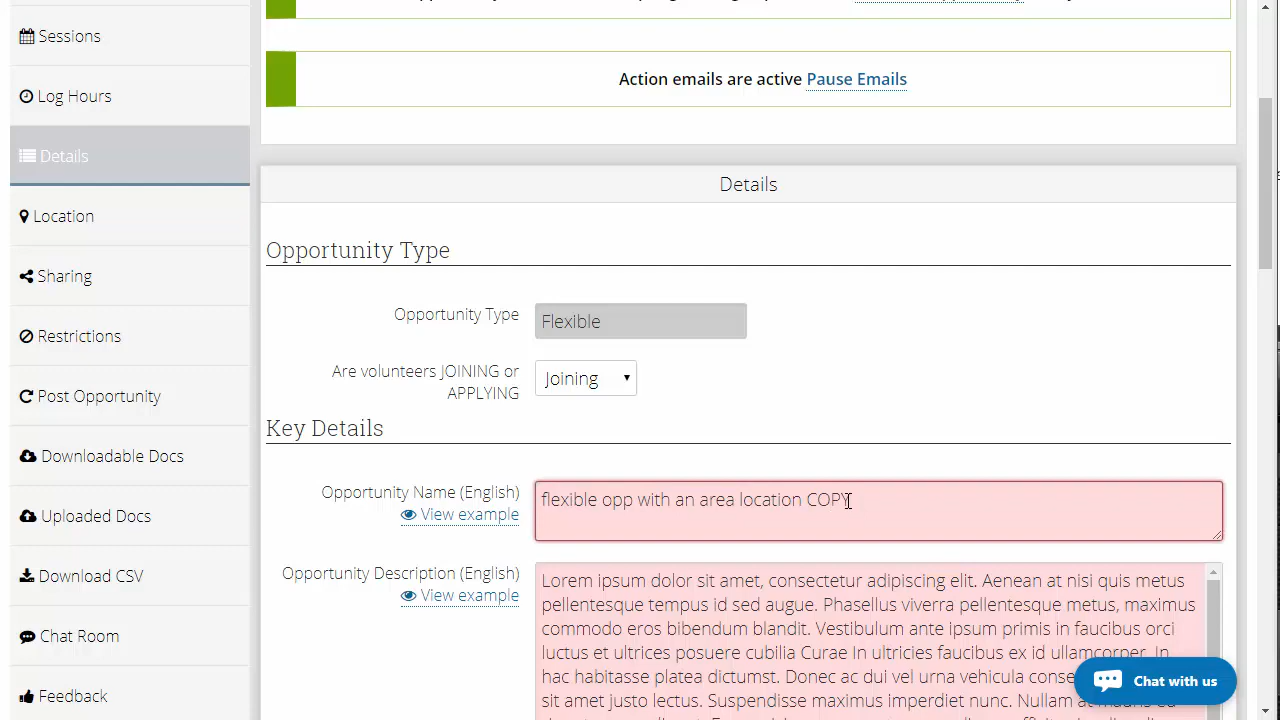 Sessions
Log Hours
Details
Location
Sharing
Restrictions
Post Opportunity
Downloadable Docs
Uploaded Docs
Download CSV
Chat Room
Feedback
Action emails are active Pause Emails
Details
Opportunity Type
Opportunity Type
Flexible
Are volunteers JOINING or
APPLYING
Joining
Key Details
Opportunity Name (English)
View example
flexible opp with an area location COPY
Opportunity Description (English)
View example
Lorem ipsum dolor sit amet, consectetur adipiscing elit. Aenean at nisi quis metus
pellentesque tempus id sed augue. Phasellus viverra pellentesque metus, maximus
commodo eros bibendum blandit. Vestibulum ante ipsum primis in faucibus orci
luctus et ultrices posuere cubilia Curae In ultricies faucibus ex id ullamcorper. In
hac habitasse platea dictumst. Donec ac dui vel urna vehicula
sit amet justo lectus. Suspendisse maximus imperdiet nunc. Nullam
Chat with us